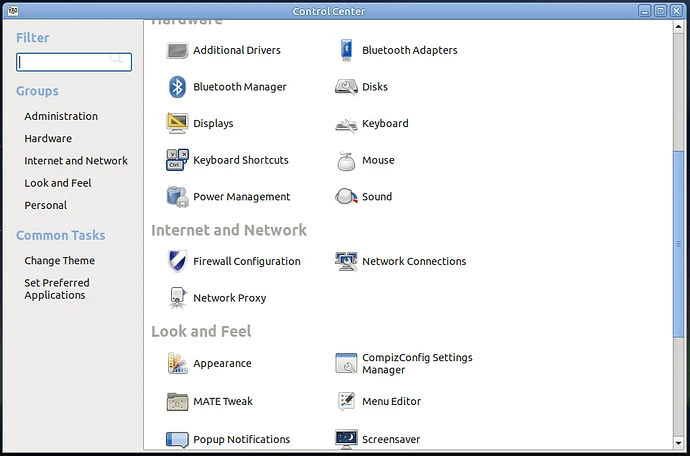 Control Center
Filter
Groups
Administration
Hardware
Internet and Network
Look and Feel
Personal
Common Tasks
Change Theme
Set Preferred
Applications
Hardware
Additional Drivers
Bluetooth Adapters
Bluetooth Manager
Disks
Displays
Keyboard
Keyboard Shortcuts
Mouse
Power Management
Sound
Internet and Network
Firewall Configuration
Network Connections
Network Proxy
Look and Feel
Appearance
CompizConfig Settings
Manager
MATE Tweak
Menu Editor
Popup Notifications
Screensaver